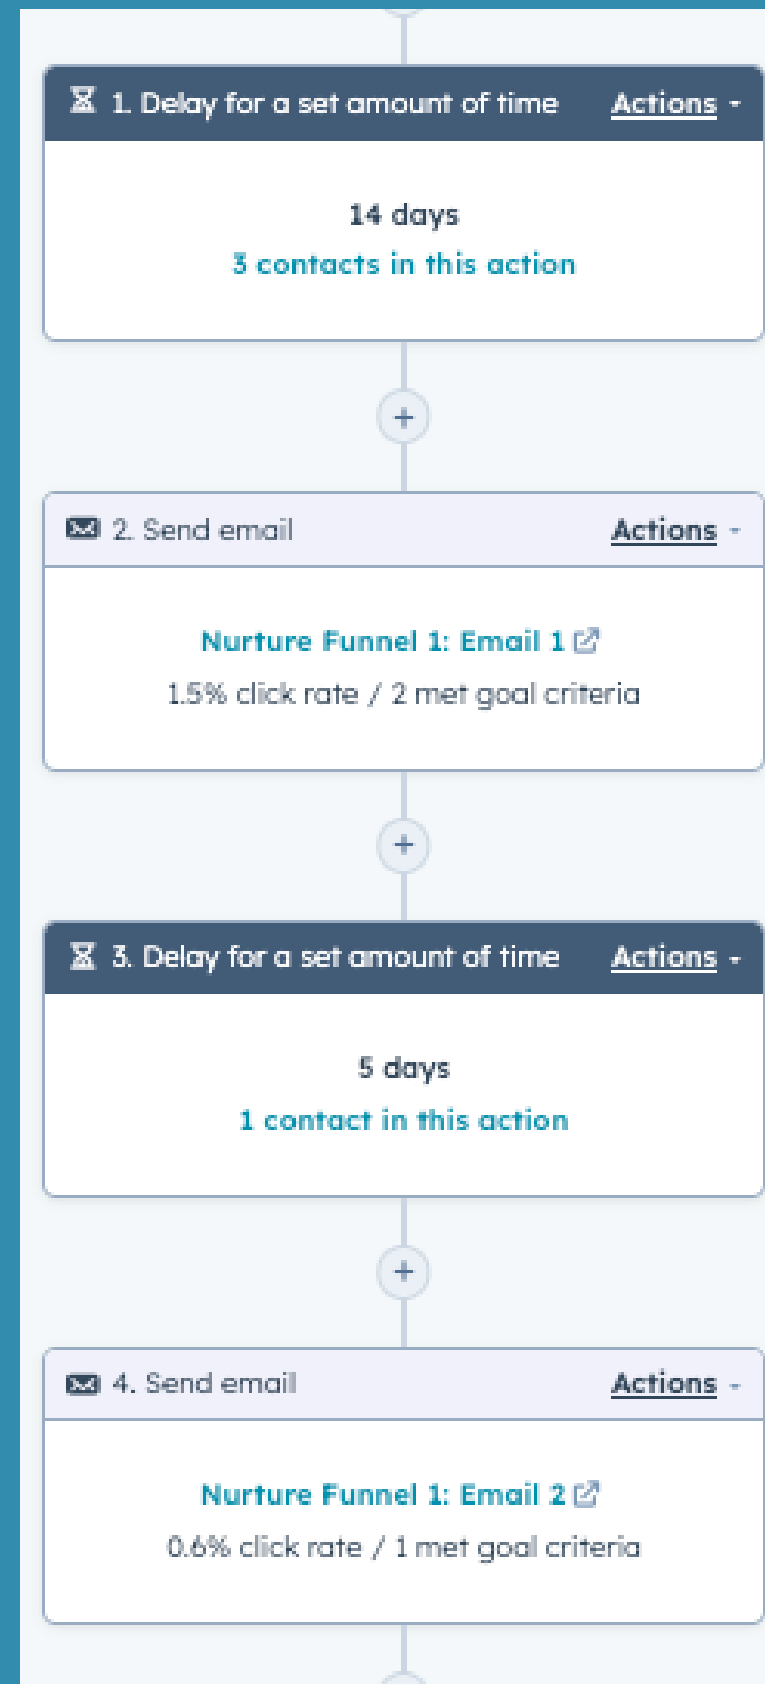 1. Delay for a set amount of time Actions
14 days
3 contacts in this action
2. Send email Actions
Nurture Funnel 1: Email 1
1.5% click rate / 2 met goal criteria
3. Delay for a set amount of time Actions
5 days
1 contact in this action
4. Send email Actions
Nurture Funnel 1: Email 2
0.6% click rate / 1 met goal criteria